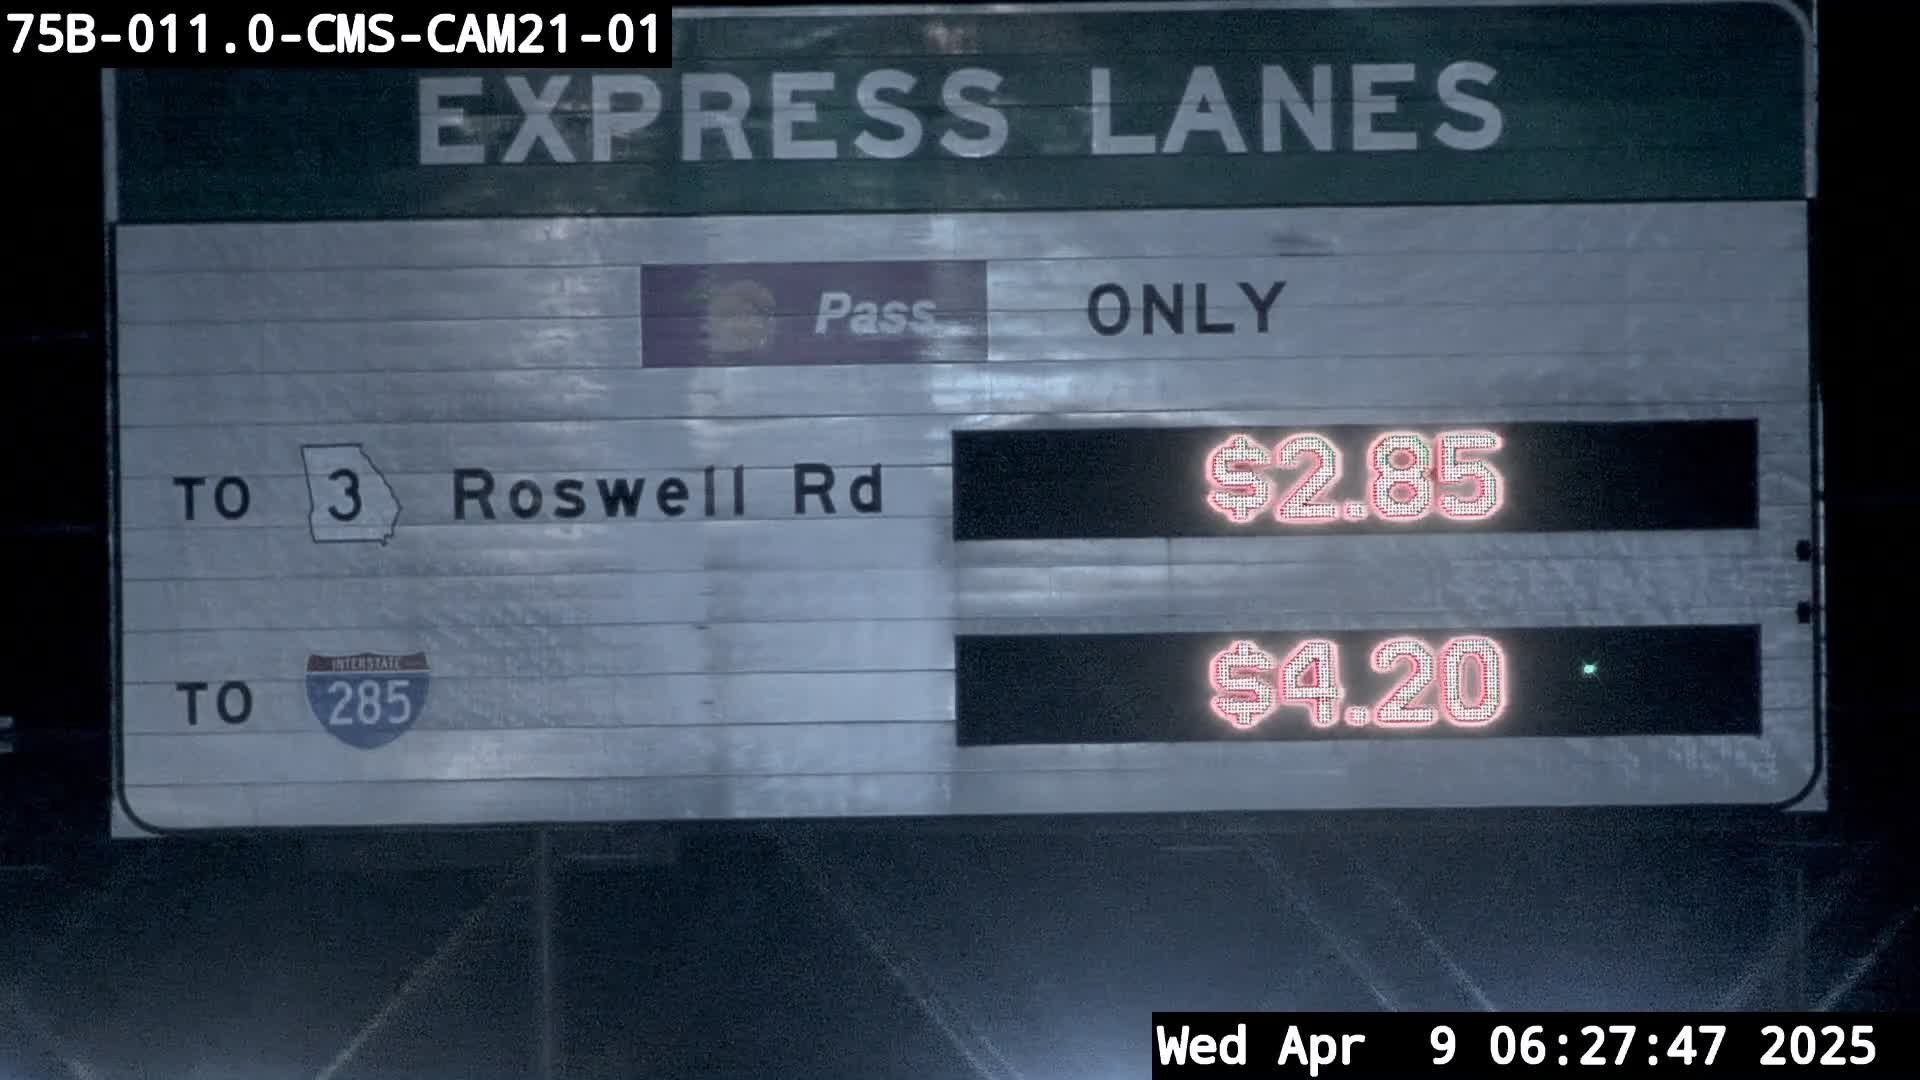 75B-011.0-CMS-CAM21-01
EXPRESS LANES
Pass ONLY
TO 3 Roswell Rd $2.85
INTERSTATE
TO 285 $4.20
Wed Apr 9 06:27:47 2025